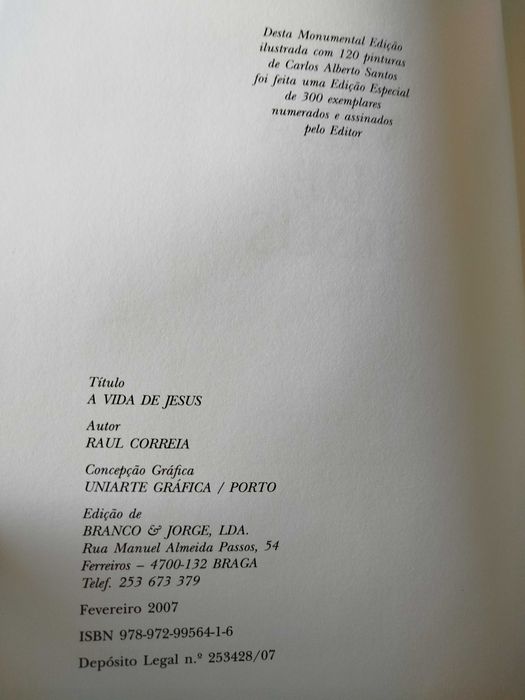 Desta Monumental Edição
ilustrada com 120 pinturas
de Carlos Alberto Santos
foi feita uma Edição Especial
de 300 exemplares
numerados e assinados
pelo Editor
Título
A VIDA DE JESUS
Autor
RAUL CORREIA
Concepção Gráfica
UNIARTE GRÁFICA / PORTO
Edição de
BRANCO & JORGE, LDA.
Rua Manuel Almeida Passos, 54
Ferreiros – 4700-132 BRAGA
Telef. 253 673 379
Fevereiro 2007
ISBN 978-972-99564-1-6
Depósito Legal n.º 253428/07